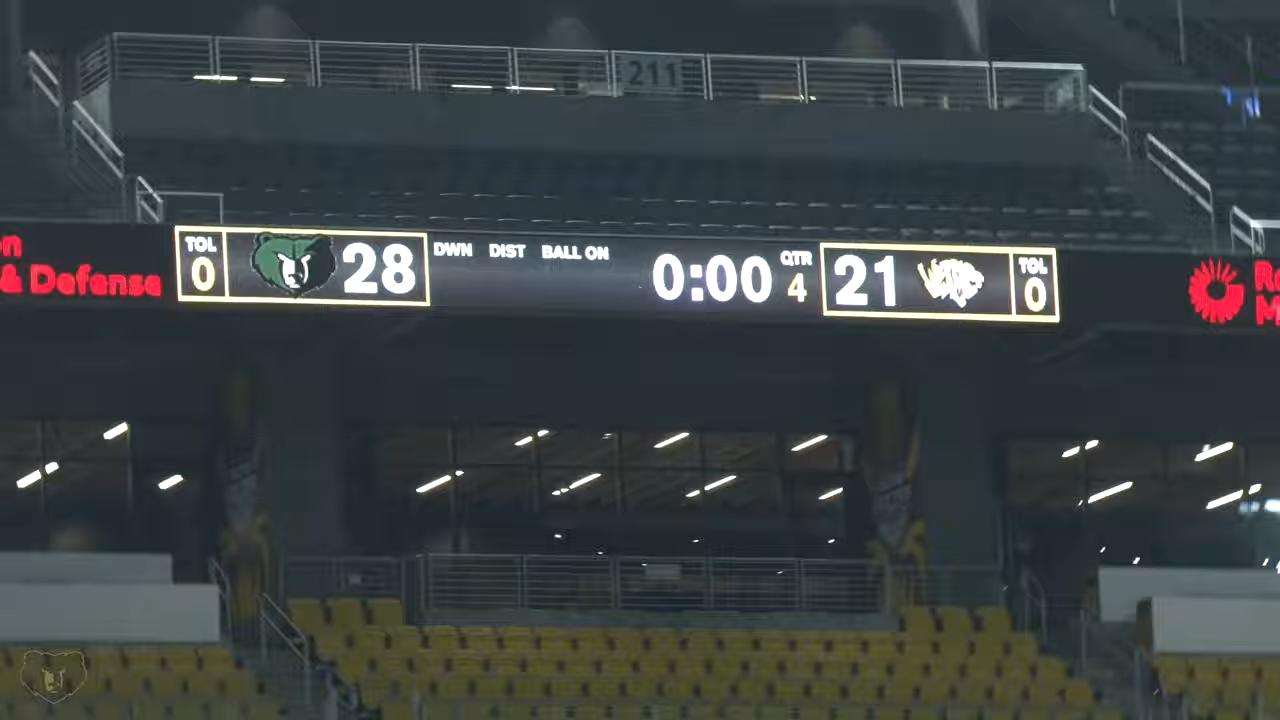 211
n
& Defense
TOL
0
28
DWN DIST BALL ON
0:00
QTR
4
21
TOL
0